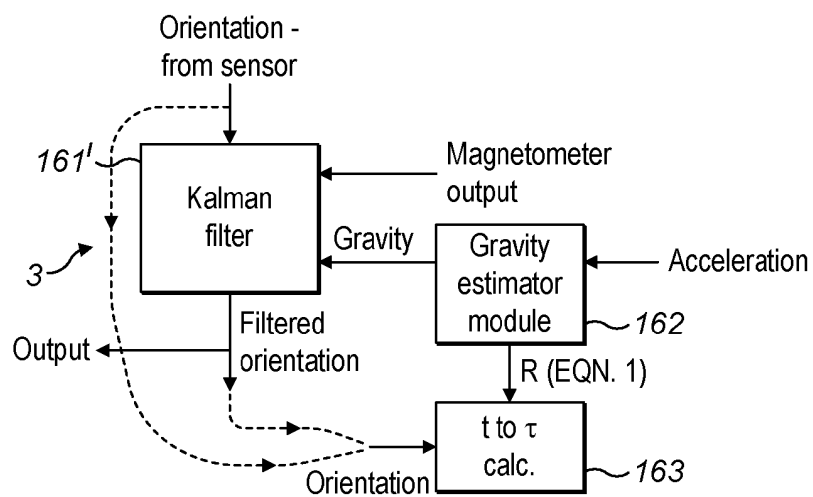 Orientation -
from sensor
161'
Magnetometer
output
Kalman
filter
Gravity
Gravity
estimator
module
Acceleration
3
162
Filtered
orientation
Output
R (EQN. 1)
t to τ
calc.
Orientation
163